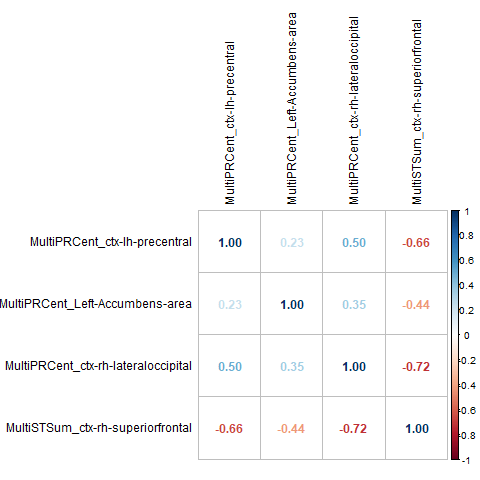 MultiPRCent_ctx-lh-precentral
MultiPRCent_Left-Accumbens-area
MultiPRCent_ctx-rh-lateraloccipital
MultiSTSum_ctx-rh-superiorfrontal
MultiPRCent_ctx-lh-precentral 1.00 0.23 0.50 -0.66
MultiPRCent_Left-Accumbens-area 0.23 1.00 0.35 -0.44
MultiPRCent_ctx-rh-lateraloccipital 0.50 0.35 1.00 -0.72
MultiSTSum_ctx-rh-superiorfrontal -0.66 -0.44 -0.72 1.00
1
0.8
0.6
0.4
0.2
0
-0.2
-0.4
-0.6
-0.8
-1